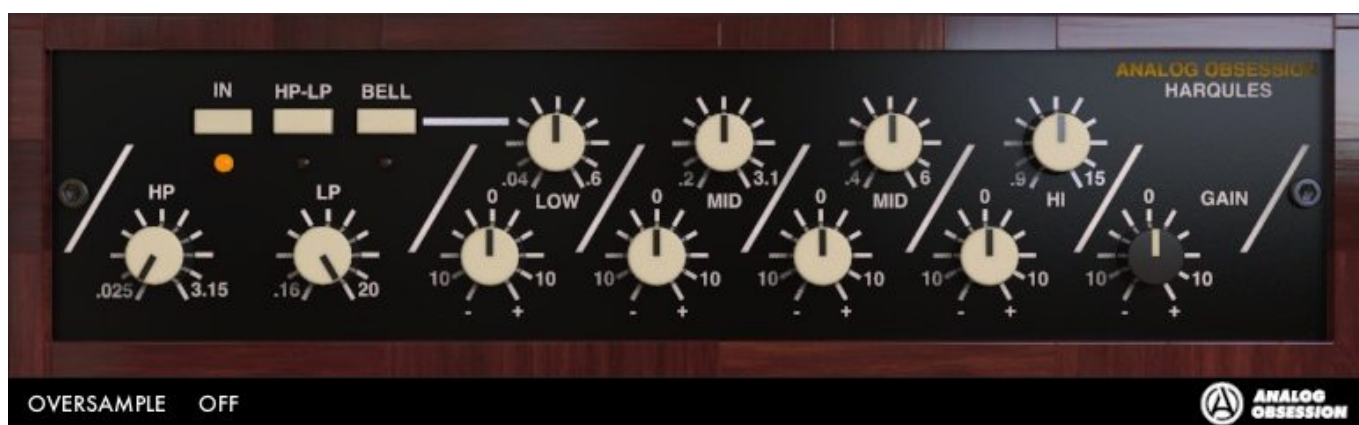 ANALOG OBSESSION
HARQULES
IN HP-LP BELL
.04 .6 .2 3.1 .4 6 .9 15
HP LP 0 LOW 0 MID 0 MID 0 HI 0 GAIN
.025 3.15 .16 20 10 10 10 10 10 10 10 10 10 10
- + - + - + - + - +
OVERSAMPLE OFF
ANALOG
OBSESSION